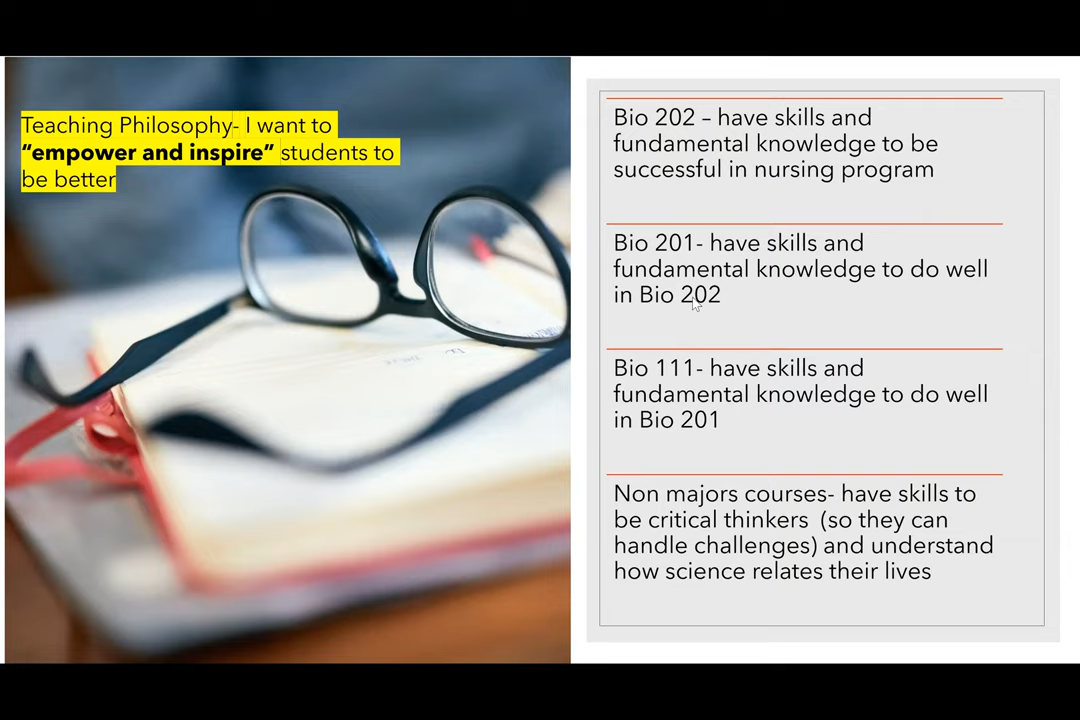 Teaching Philosophy- I want to
“empower and inspire” students to
be better
Bio 202 – have skills and
fundamental knowledge to be
successful in nursing program
Bio 201- have skills and
fundamental knowledge to do well
in Bio 202
Bio 111- have skills and
fundamental knowledge to do well
in Bio 201
Non majors courses- have skills to
be critical thinkers  (so they can
handle challenges) and understand
how science relates their lives